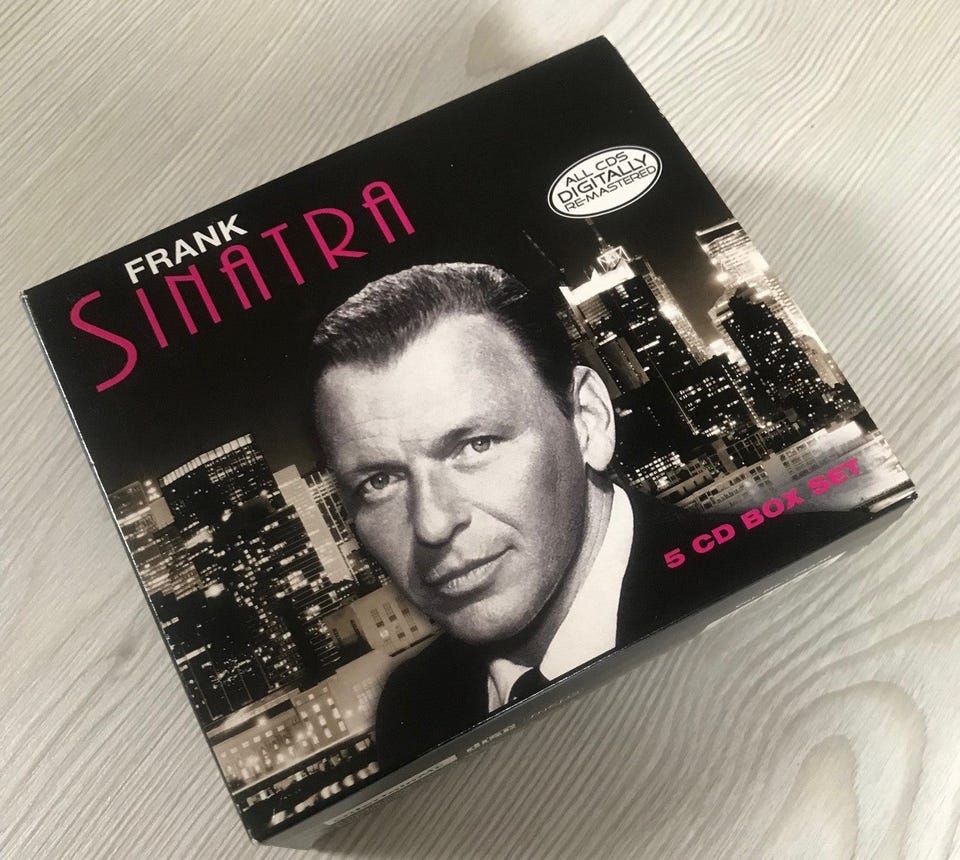 FRANK
SINATRA
ALL CDS
DIGITALLY
RE-MASTERED
5 CD BOX SET